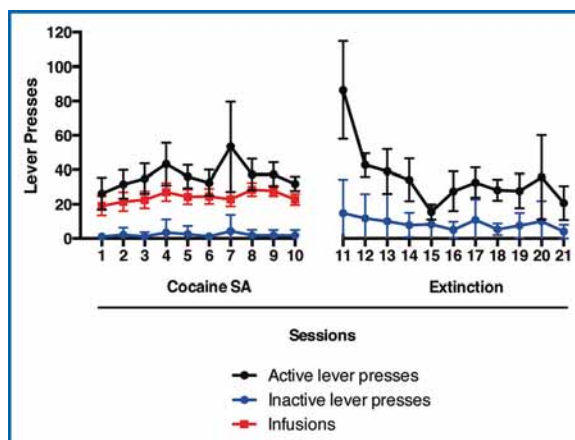 120
100
80
60
40
20
0
Lever Presses
1 2 3 4 5 6 7 8 9 10
11 12 13 14 15 16 17 18 19 20 21
Cocaine SA
Extinction
Sessions
Active lever presses
Inactive lever presses
Infusions